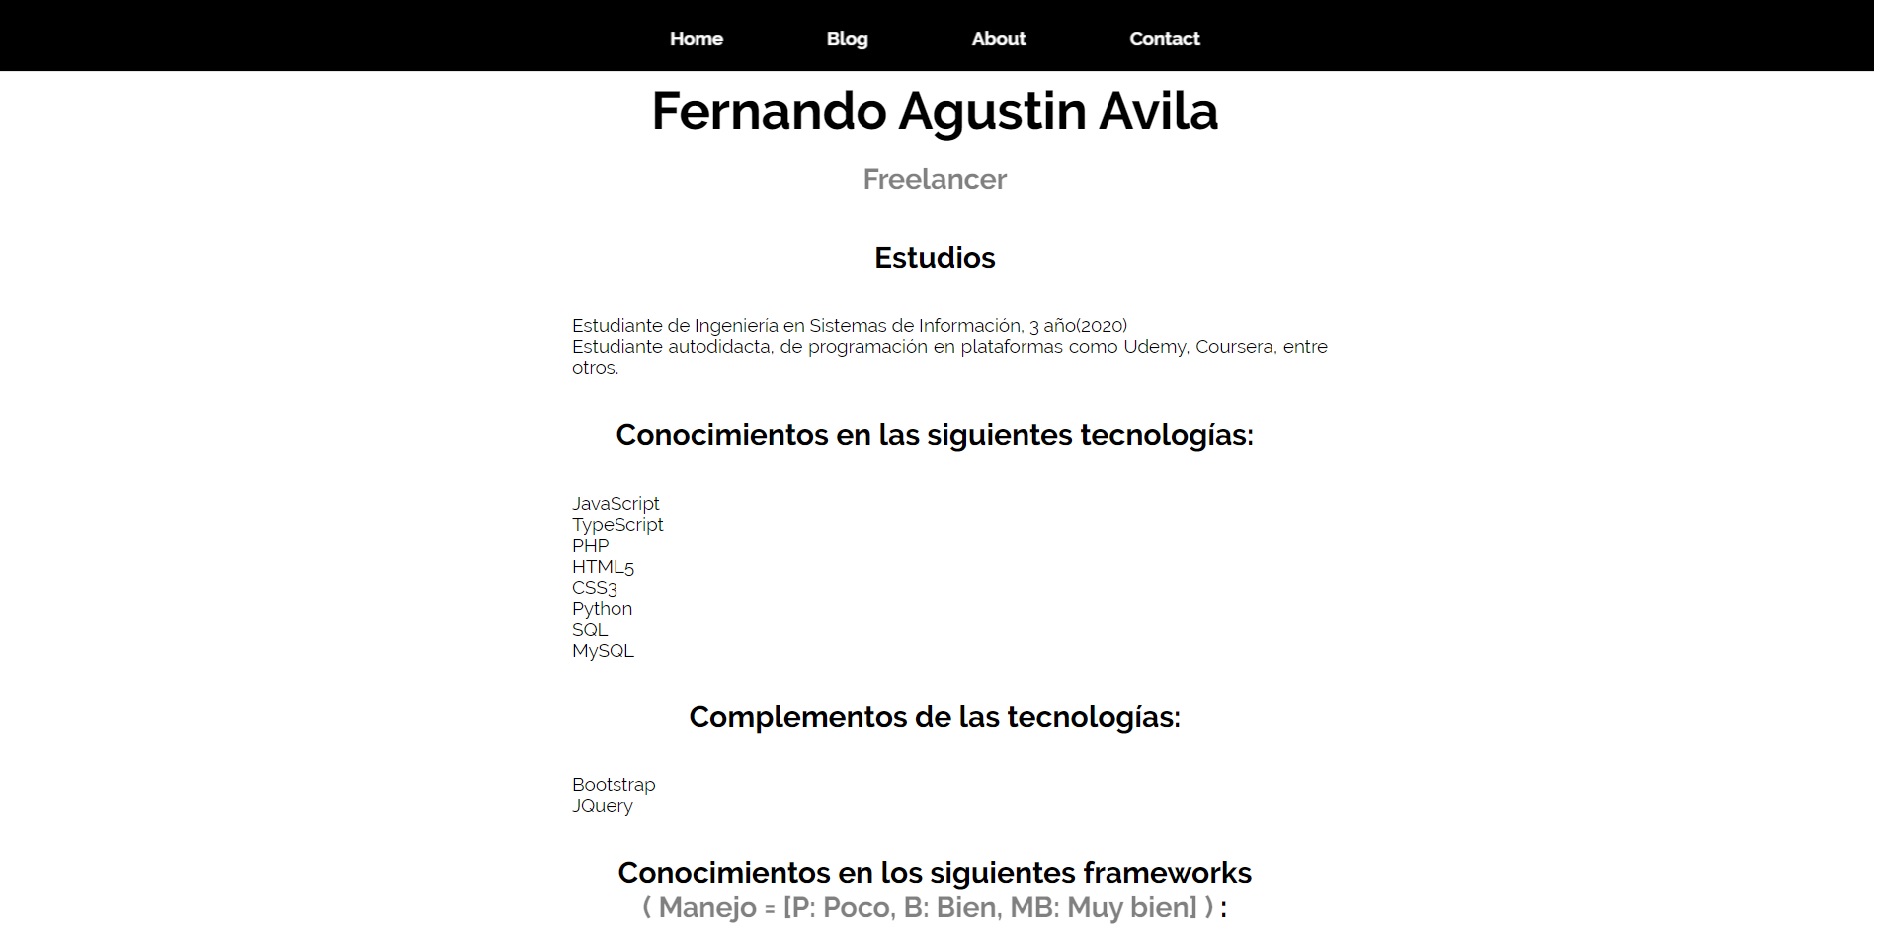 Home Blog About Contact
Fernando Agustin Avila
Freelancer
Estudios
Estudiante de Ingeniería en Sistemas de Información, 3 año(2020)
Estudiante autodidacta, de programación en plataformas como Udemy, Coursera, entre
otros.
Conocimientos en las siguientes tecnologías:
JavaScript
TypeScript
PHP
HTML5
CSS3
Python
SQL
MySQL
Complementos de las tecnologías:
Bootstrap
JQuery
Conocimientos en los siguientes frameworks
( Manejo = [P: Poco, B: Bien, MB: Muy bien] ) :